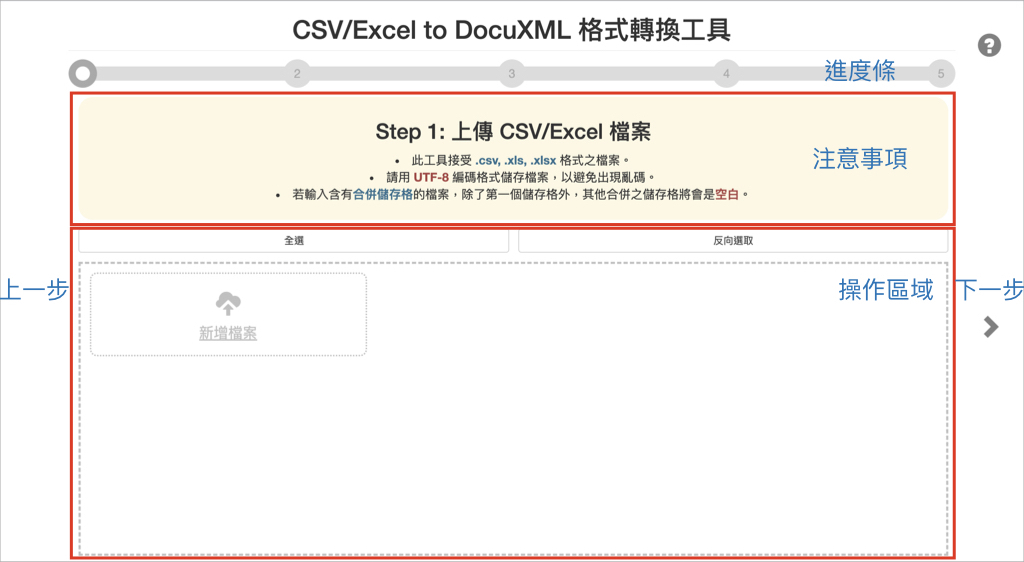 CSV/Excel to DocuXML 格式轉換工具
?
2 3 4 進度條 5
Step 1: 上傳 CSV/Excel 檔案
• 此工具接受 .csv, .xls, .xlsx 格式之檔案。
注意事項
• 請用 UTF-8 編碼格式儲存檔案，以避免出現亂碼。
• 若輸入含有合併儲存格的檔案，除了第一個儲存格外，其他合併之儲存格將會是空白。
全選 反向選取
上一步 操作區域 下一步
新增檔案